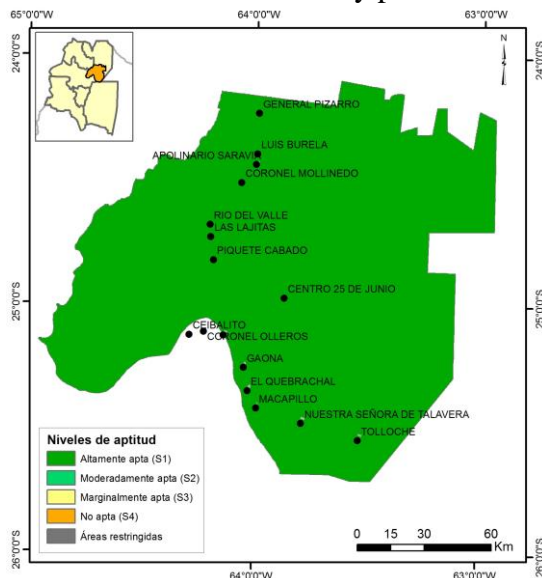 65°0'0"W
64°0'0"W
63°0'0"W
24°0'0"S
24°0'0"S
N
GENERAL PIZARRO
LUIS BURELA
APOLINARIO SARAVIA
CORONEL MOLLINEDO
RIO DEL VALLE
LAS LAJITAS
PIQUETE CABADO
CENTRO 25 DE JUNIO
25°0'0"S
25°0'0"S
CEIBALITO
CORONEL OLLEROS
GAONA
EL QUEBRACHAL
MACAPILLO
NUESTRA SEÑORA DE TALAVERA
TOLLOCHE
Niveles de aptitud
Altamente apta (S1)
Moderadamente apta (S2)
Marginalmente apta (S3)
No apta (S4)
Áreas restringidas
0 15 30 60
Km
26°0'0"S
26°0'0"S
64°0'0"W
63°0'0"W